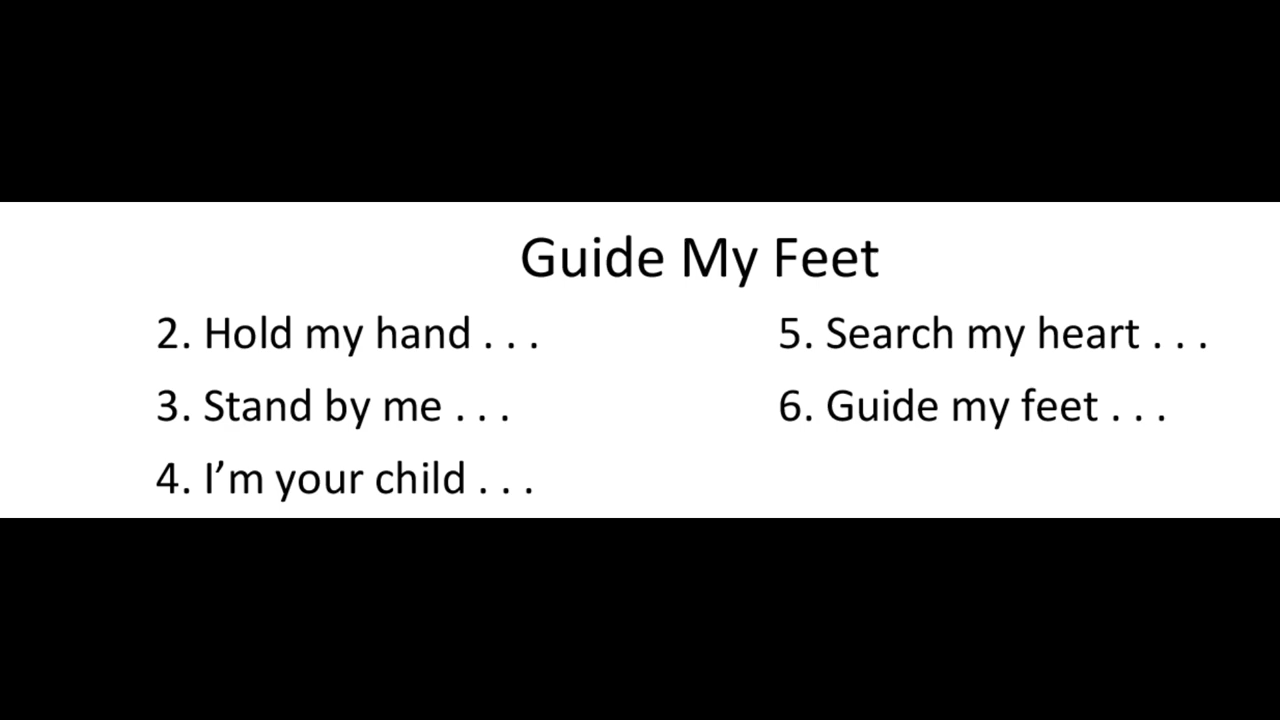 Guide My Feet
2. Hold my hand . . .
3. Stand by me . . .
4. I’m your child . . .
5. Search my heart . . .
6. Guide my feet . . .